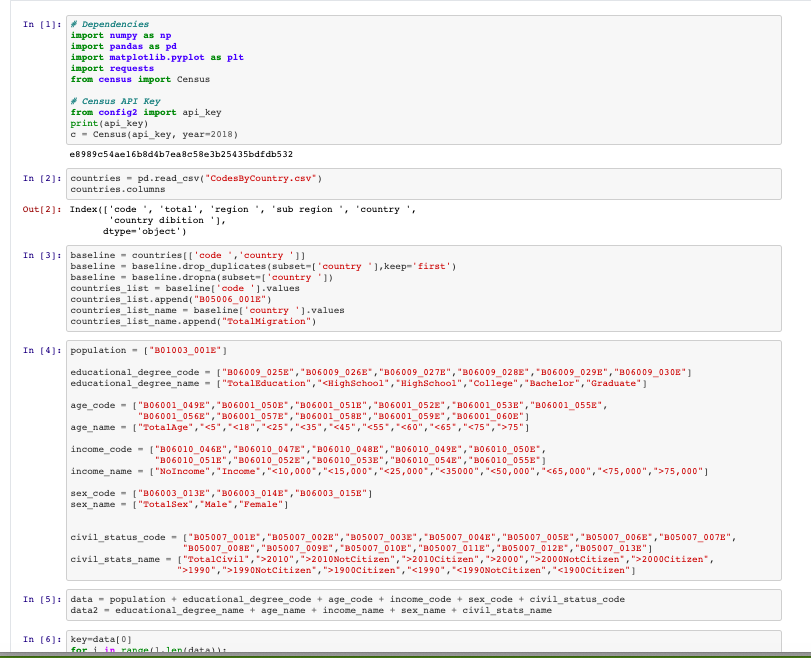 In [1]:
# Dependencies
import numpy as np
import pandas as pd
import matplotlib.pyplot as plt
import requests
from census import Census
# Census API Key
from config2 import api_key
print(api_key)
c = Census(api_key, year=2018)
e8989c54ae16b8d4b7ea8c58e3b25435bdfdb532
In [2]:
countries = pd.read_csv("CodesByCountry.csv")
countries.columns
Out[2]:
Index(['code ', 'total', 'region ', 'sub region ', 'country ',
'country dibition '],
dtype='object')
In [3]:
baseline = countries[['code ','country ']]
baseline = baseline.drop_duplicates(subset=['country '],keep='first')
baseline = baseline.dropna(subset=['country '])
countries_list = baseline['code '].values
countries_list.append("B05006_001E")
countries_list_name = baseline['country '].values
countries_list_name.append("TotalMigration")
In [4]:
population = ["B01003_001E"]
educational_degree_code = ["B06009_025E","B06009_026E","B06009_027E","B06009_028E","B06009_029E","B06009_030E"]
educational_degree_name = ["TotalEducation","<HighSchool","HighSchool","College","Bachelor","Graduate"]
age_code = ["B06001_049E","B06001_050E","B06001_051E","B06001_052E","B06001_053E","B06001_055E",
"B06001_056E","B06001_057E","B06001_058E","B06001_059E","B06001_060E"]
age_name = ["TotalAge","<5","<18","<25","<35","<45","<55","<60","<65","<75",">75"]
income_code = ["B06010_046E","B06010_047E","B06010_048E","B06010_049E","B06010_050E",
"B06010_051E","B06010_052E","B06010_053E","B06010_054E","B06010_055E"]
income_name = ["NoIncome","Income","<10,000","<15,000","<25,000","<35000","<50,000","<65,000","<75,000",">75,000"]
sex_code = ["B06003_013E","B06003_014E","B06003_015E"]
sex_name = ["TotalSex","Male","Female"]
civil_status_code = ["B05007_001E","B05007_002E","B05007_003E","B05007_004E","B05007_005E","B05007_006E","B05007_007E",
"B05007_008E","B05007_009E","B05007_010E","B05007_011E","B05007_012E","B05007_013E"]
civil_stats_name = ["TotalCivil",">2010",">2010NotCitizen",">2010Citizen",">2000",">2000NotCitizen",">2000Citizen",
">1990",">1990NotCitizen",">1900Citizen","<1990","<1990NotCitizen","<1900Citizen"]
In [5]:
data = population + educational_degree_code + age_code + income_code + sex_code + civil_status_code
data2 = educational_degree_name + age_name + income_name + sex_name + civil_stats_name
In [6]:
key=data[0]
for i in range(1,len(data)):